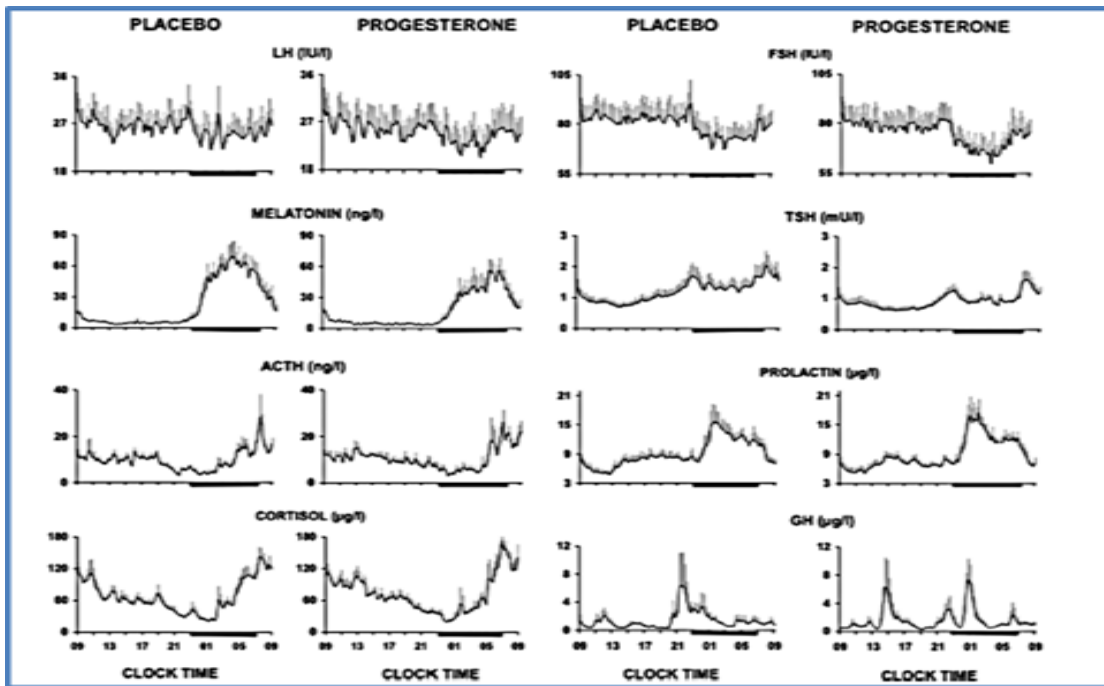 PLACEBO PROGESTERONE PLACEBO PROGESTERONE
LH (IU/l) FSH (IU/l)
36 36 105 105
27 27 80 80
18 18 55 55
MELATONIN (ng/l) TSH (mU/l)
90 90 3 3
60 60 2 2
30 30 1 1
0 0 0 0
ACTH (ng/l) PROLACTIN (µg/l)
40 40 21 21
20 20 15 15
9 9
0 0 3 3
CORTISOL (µg/l) GH (µg/l)
180 180 12 12
120 120 8 8
60 60 4 4
0 0 0 0
09 13 17 21 01 05 09 09 13 17 21 01 05 09 09 13 17 21 01 05 09 09 13 17 21 01 05 09
CLOCK TIME CLOCK TIME CLOCK TIME CLOCK TIME